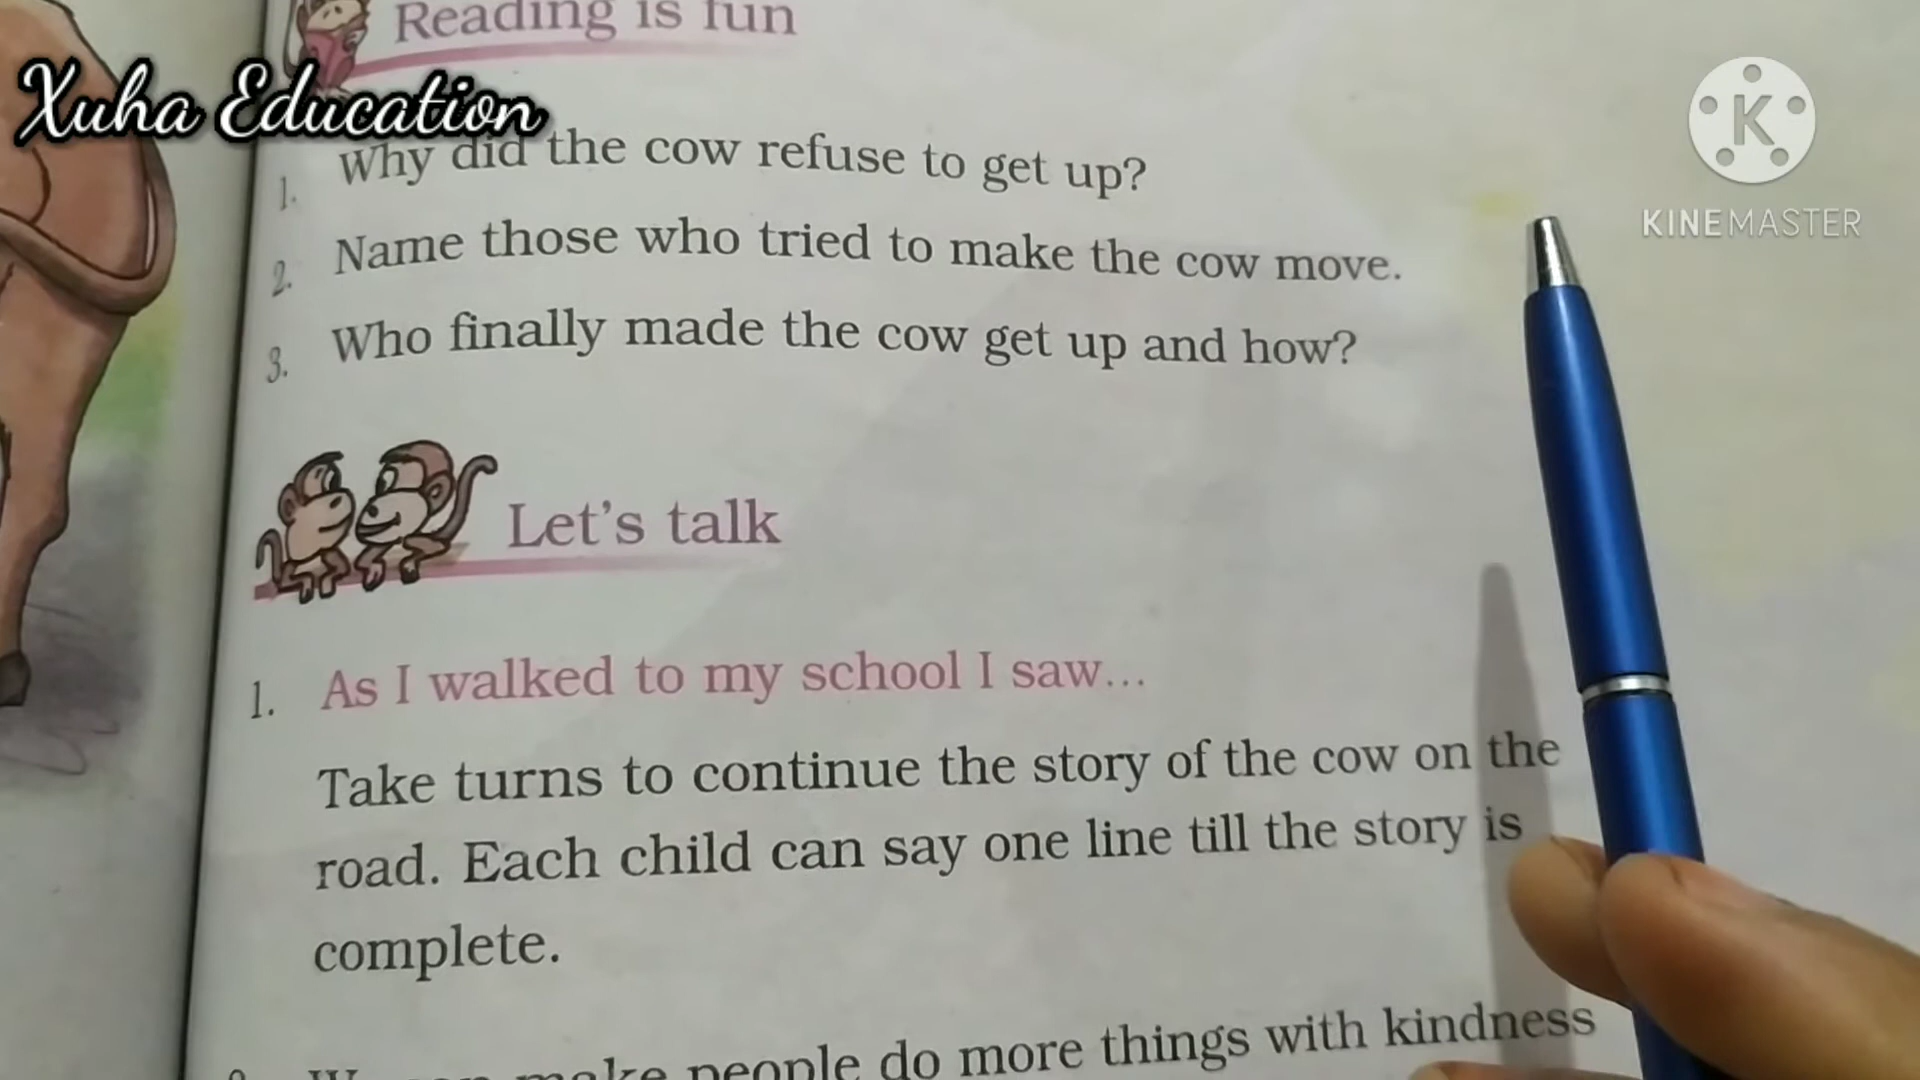 Reading is fun
Xuha Education
K
KINEMASTER
1. Why did the cow refuse to get up?
2. Name those who tried to make the cow move.
3. Who finally made the cow get up and how?
Let's talk
1. As I walked to my school I saw...
Take turns to continue the story of the cow on the
road. Each child can say one line till the story is
complete.
make people do more things with kindness